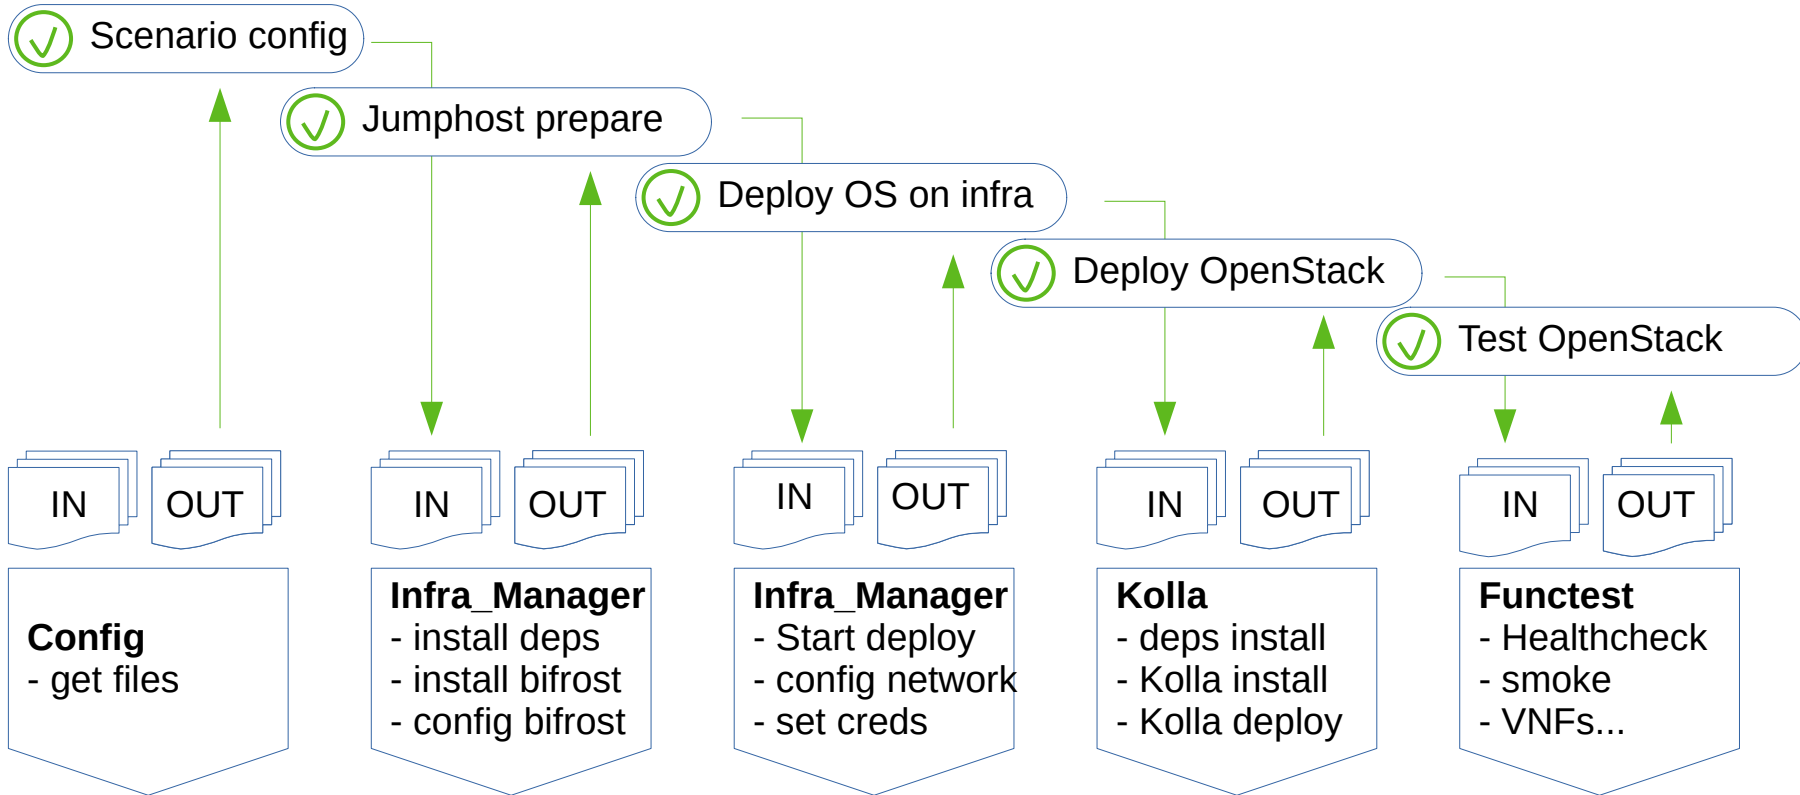 Scenario config
Jumphost prepare
Deploy OS on infra
Deploy OpenStack
Test OpenStack
IN
OUT
IN
OUT
IN
OUT
IN
OUT
IN
OUT
Config
- get files
Infra_Manager
- install deps
- install bifrost
- config bifrost
Infra_Manager
- Start deploy
- config network
- set creds
Kolla
- deps install
- Kolla install
- Kolla deploy
Functest
- Healthcheck
- smoke
- VNFs...